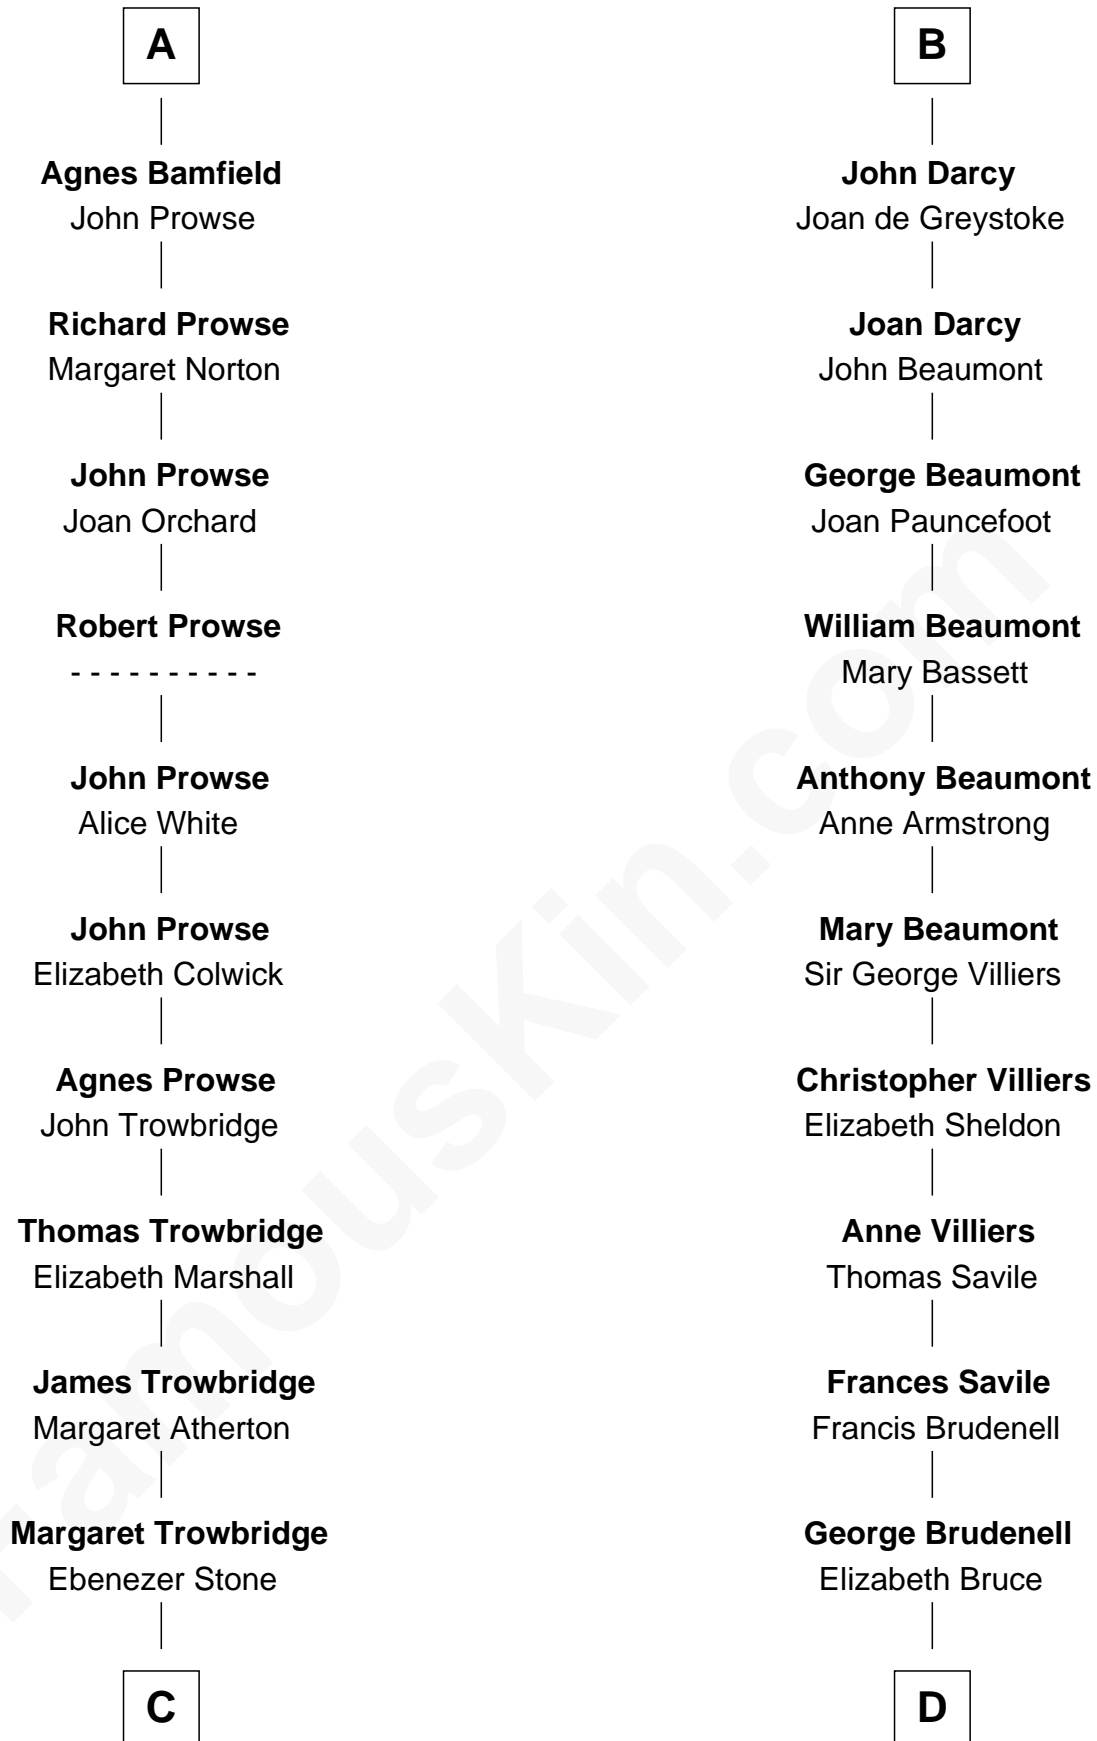 A
Agnes Bamfield
John Prowse
Richard Prowse
Margaret Norton
John Prowse
Joan Orchard
Robert Prowse
- - - - - - - - - -
John Prowse
Alice White
John Prowse
Elizabeth Colwick
Agnes Prowse
John Trowbridge
Thomas Trowbridge
Elizabeth Marshall
James Trowbridge
Margaret Atherton
Margaret Trowbridge
Ebenezer Stone
C
B
John Darcy
Joan de Greystoke
Joan Darcy
John Beaumont
George Beaumont
Joan Pauncefoot
William Beaumont
Mary Bassett
Anthony Beaumont
Anne Armstrong
Mary Beaumont
Sir George Villiers
Christopher Villiers
Elizabeth Sheldon
Anne Villiers
Thomas Savile
Frances Savile
Francis Brudenell
George Brudenell
Elizabeth Bruce
D
FamousKin.com